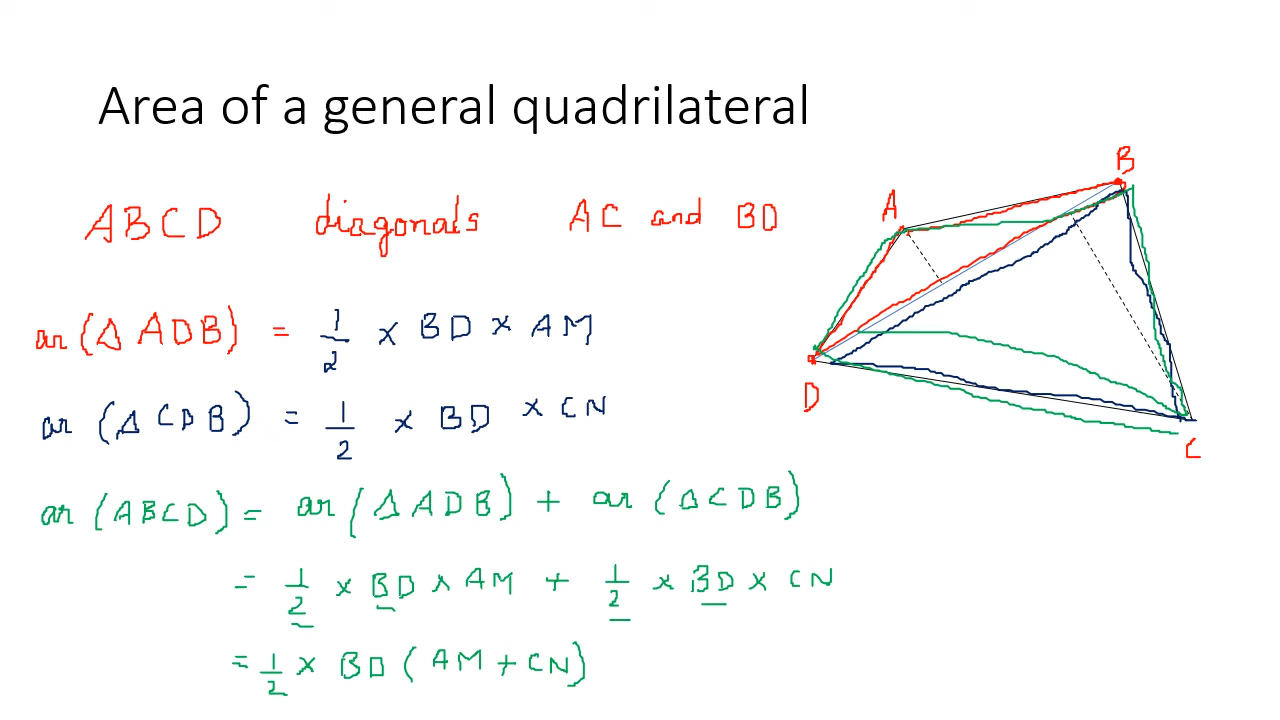 Area of a general quadrilateral
ABCD diagonals AC and BD
ar (Δ ADB) = 1/2 × BD × AM
ar (Δ CDB) = 1/2 × BD × CN
ar (ABCD) = ar (Δ ADB) + ar (Δ CDB)
= 1/2 × BD × AM + 1/2 × BD × CN
= 1/2 × BD (AM + CN)
B
A
D
C